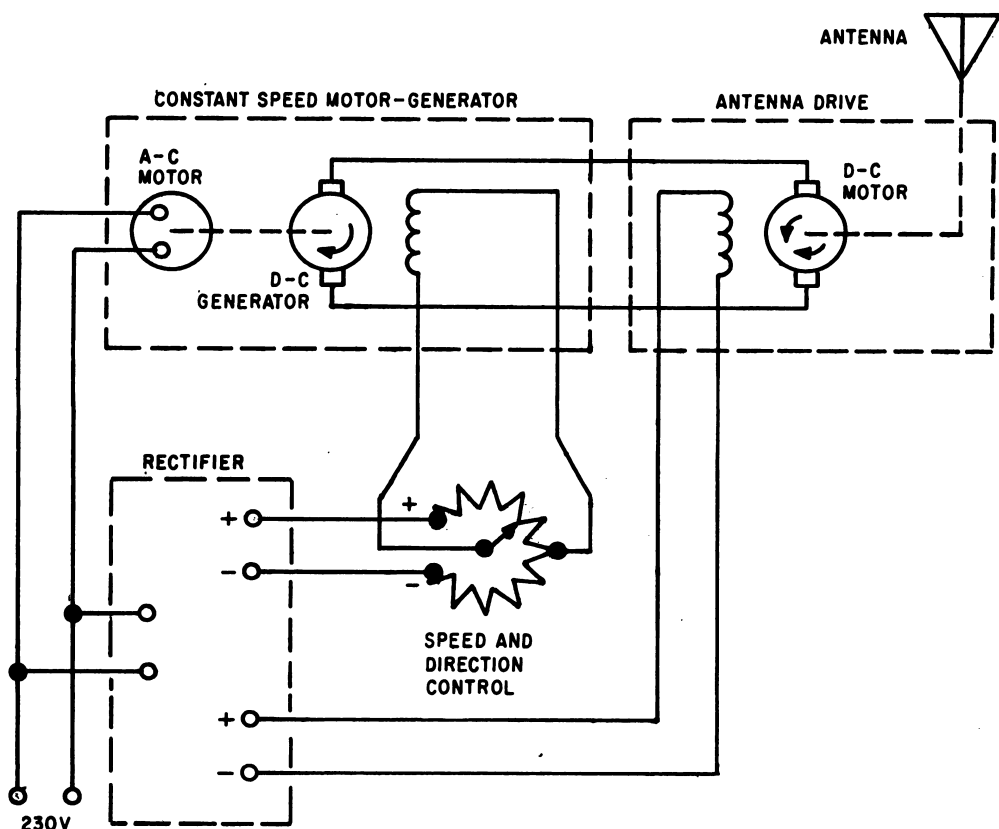 ANTENNA
CONSTANT SPEED MOTOR-GENERATOR
ANTENNA DRIVE
A-C
MOTOR
D-C
MOTOR
D-C
GENERATOR
RECTIFIER
+
+
-
-
SPEED AND
DIRECTION
CONTROL
+
-
230V